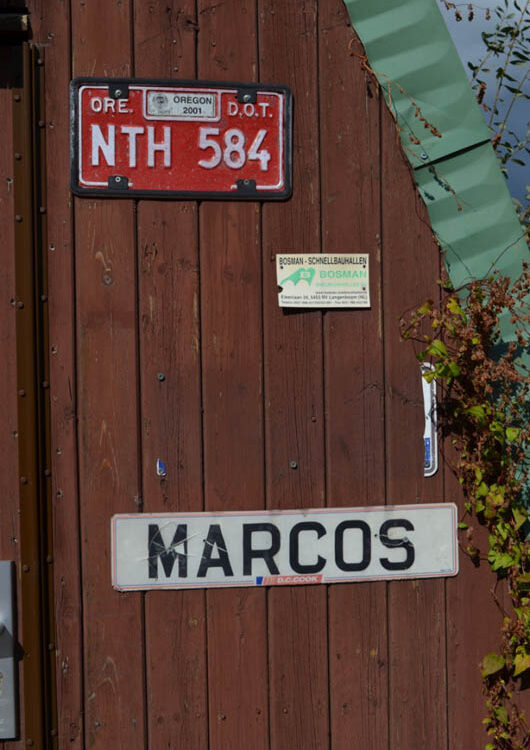 ORE. OREGON D.O.T.
2001
NTH 584
BOSMAN - SCHNELLBAUHALLEN
BOSMAN
MARCOS
D.C.COOK